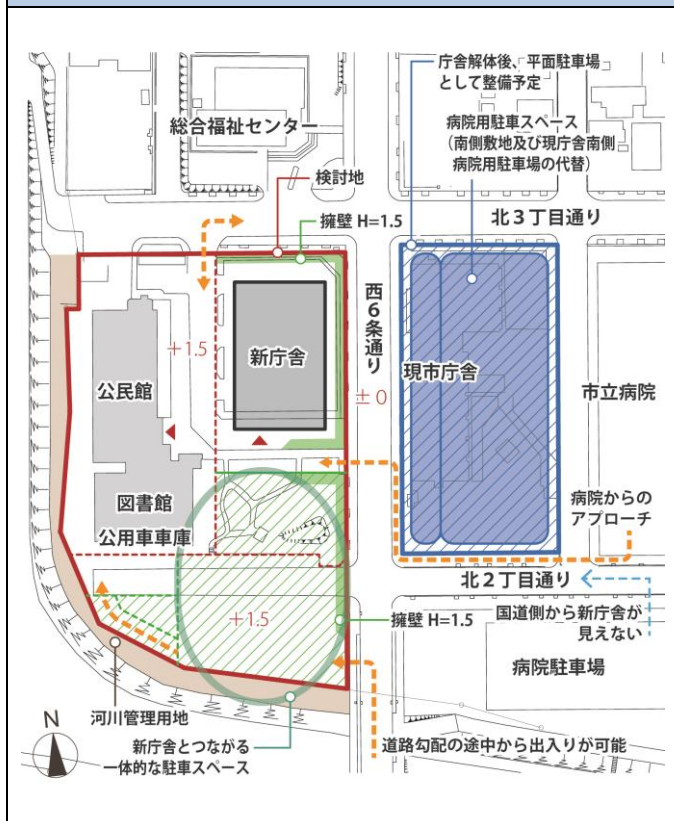 庁舎解体後、平面駐車場
として整備予定
総合福祉センター
病院用駐車スペース
（南側敷地及び現庁舎南側
病院用駐車場の代替）
検討地
擁壁 H=1.5
北３丁目通り
西６条通り
新庁舎
＋1.5
公民館
±0
現市庁舎
市立病院
図書館
公用車車庫
病院からの
アプローチ
北２丁目通り
＋1.5
擁壁 H=1.5
国道側から新庁舎が
見えない
病院駐車場
河川管理用地
N
新庁舎とつながる
一体的な駐車スペース
道路勾配の途中から出入りが可能